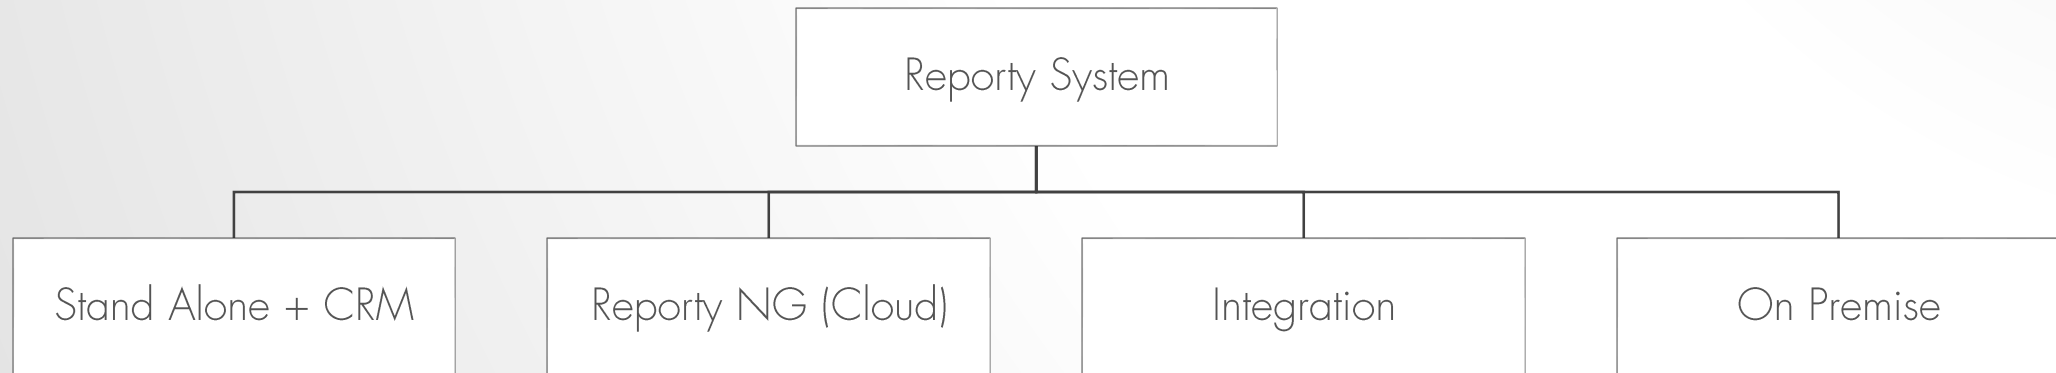 Reporty System
Stand Alone + CRM
Reporty NG (Cloud)
Integration
On Premise